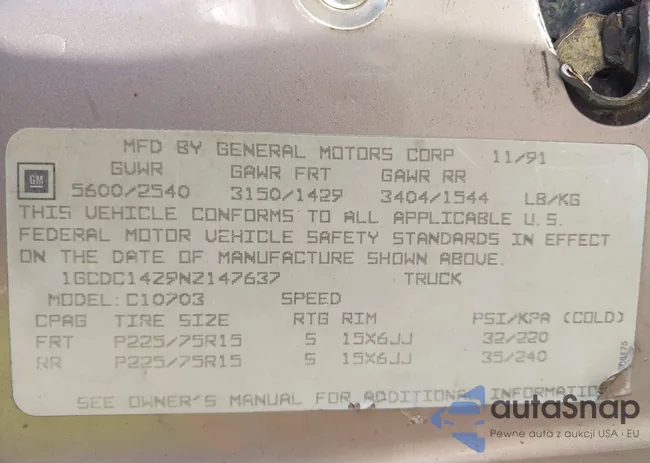 MFD BY GENERAL MOTORS CORP 11/91
GVWR GAWR FRT GAWR RR
GM
5600/2540 3150/1429 3404/1544 LB/KG
THIS VEHICLE CONFORMS TO ALL APPLICABLE U.S.
FEDERAL MOTOR VEHICLE SAFETY STANDARDS IN EFFECT
ON THE DATE OF MANUFACTURE SHOWN ABOVE.
1GCDC1429NZ147637 TRUCK
MODEL: C10703 SPEED
CPAG TIRE SIZE RTG RIM PSI/KPA (COLD)
FRT P225/75R15 S 15X6JJ 32/220
RR P225/75R15 S 15X6JJ 35/240
SEE OWNER'S MANUAL FOR ADDITIONAL INFORMATION
autoSnap
Pewne auta z aukcji USA · EU